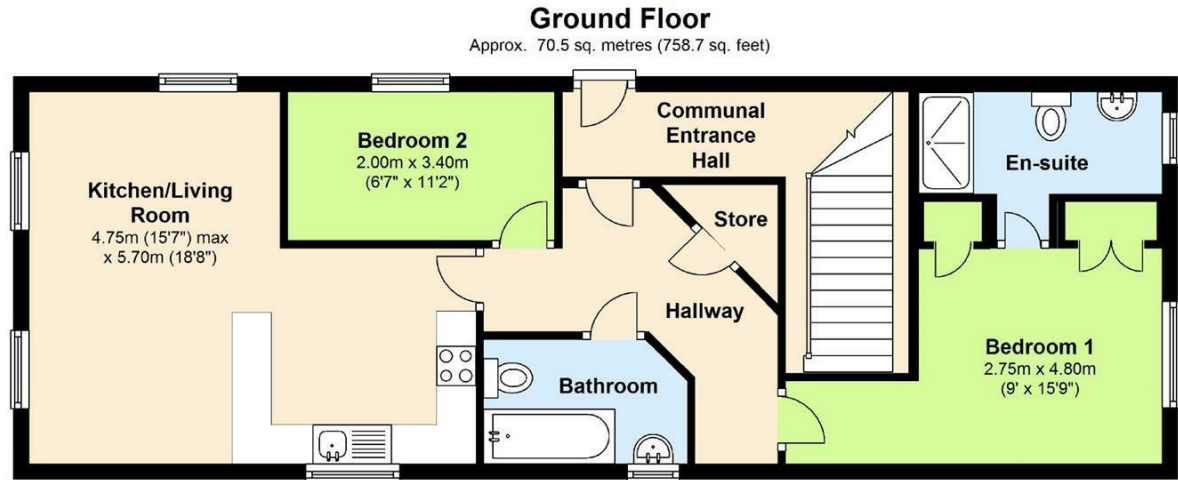 Ground Floor
Approx. 70.5 sq. metres (758.7 sq. feet)
Kitchen/Living
Room
4.75m (15'7") max
x 5.70m (18'8")
Bedroom 2
2.00m x 3.40m
(6'7" x 11'2")
Communal
Entrance
Hall
En-suite
Store
Hallway
Bathroom
Bedroom 1
2.75m x 4.80m
(9' x 15'9")